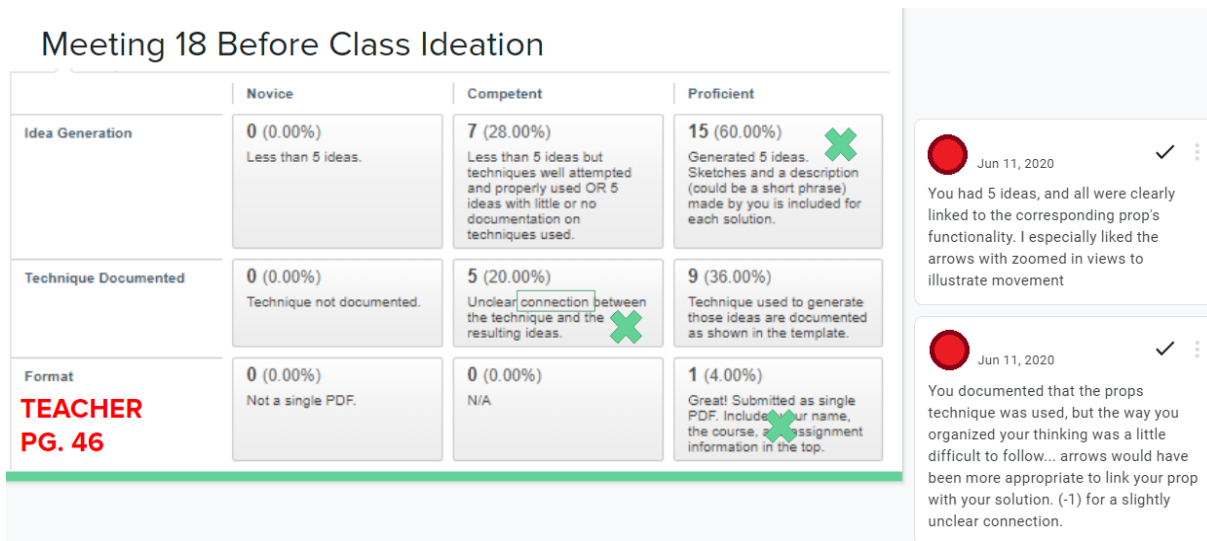 Meeting 18 Before Class Ideation
Novice
Competent
Proficient
Idea Generation
0 (0.00%)
Less than 5 ideas.
7 (28.00%)
Less than 5 ideas but
techniques well attempted
and properly used OR 5
ideas with little or no
documentation on
techniques used.
15 (60.00%)
Generated 5 ideas.
Sketches and a description
(could be a short phrase)
made by you is included for
each solution.
Technique Documented
0 (0.00%)
Technique not documented.
5 (20.00%)
Unclear connection between
the technique and the
resulting ideas.
9 (36.00%)
Technique used to generate
those ideas are documented
as shown in the template.
Format
TEACHER
PG. 46
0 (0.00%)
Not a single PDF.
0 (0.00%)
N/A
1 (4.00%)
Great! Submitted as single
PDF. Include name,
the course, assignment
information in the top.
Jun 11, 2020
You had 5 ideas, and all were clearly
linked to the corresponding prop's
functionality. I especially liked the
arrows with zoomed in views to
illustrate movement
Jun 11, 2020
You documented that the props
technique was used, but the way you
organized your thinking was a little
difficult to follow... arrows would have
been more appropriate to link your prop
with your solution. (-1) for a slightly
unclear connection.